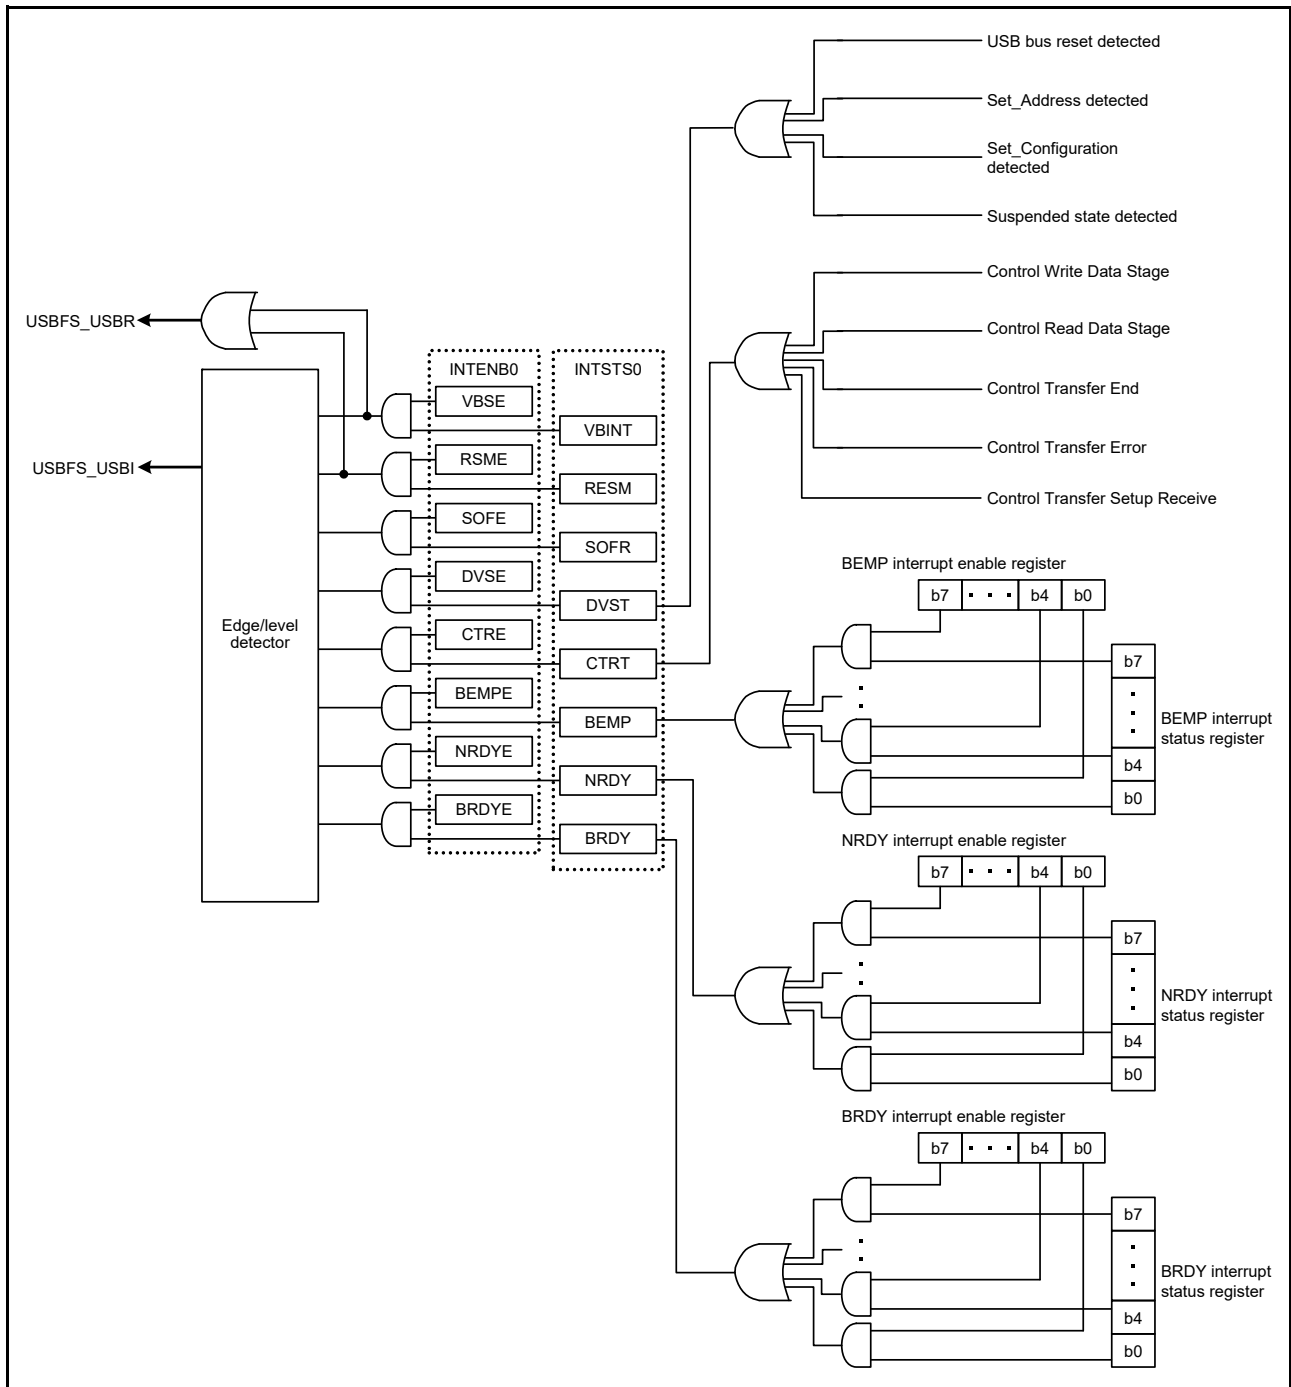 USB bus reset detected
Set_Address detected
Set_Configuration
detected
Suspended state detected
Control Write Data Stage
Control Read Data Stage
Control Transfer End
Control Transfer Error
Control Transfer Setup Receive
USBFS_USBR
USBFS_USBI
Edge/level
detector
INTENB0
VBSE
RSME
SOFE
DVSE
CTRE
BEMPE
NRDYE
BRDYE
INTSTS0
VBINT
RESM
SOFR
DVST
CTRT
BEMP
NRDY
BRDY
BEMP interrupt enable register
b7 · · · b4 b0
b7
b4
b0
BEMP interrupt
status register
NRDY interrupt enable register
b7 · · · b4 b0
b7
b4
b0
NRDY interrupt
status register
BRDY interrupt enable register
b7 · · · b4 b0
b7
b4
b0
BRDY interrupt
status register